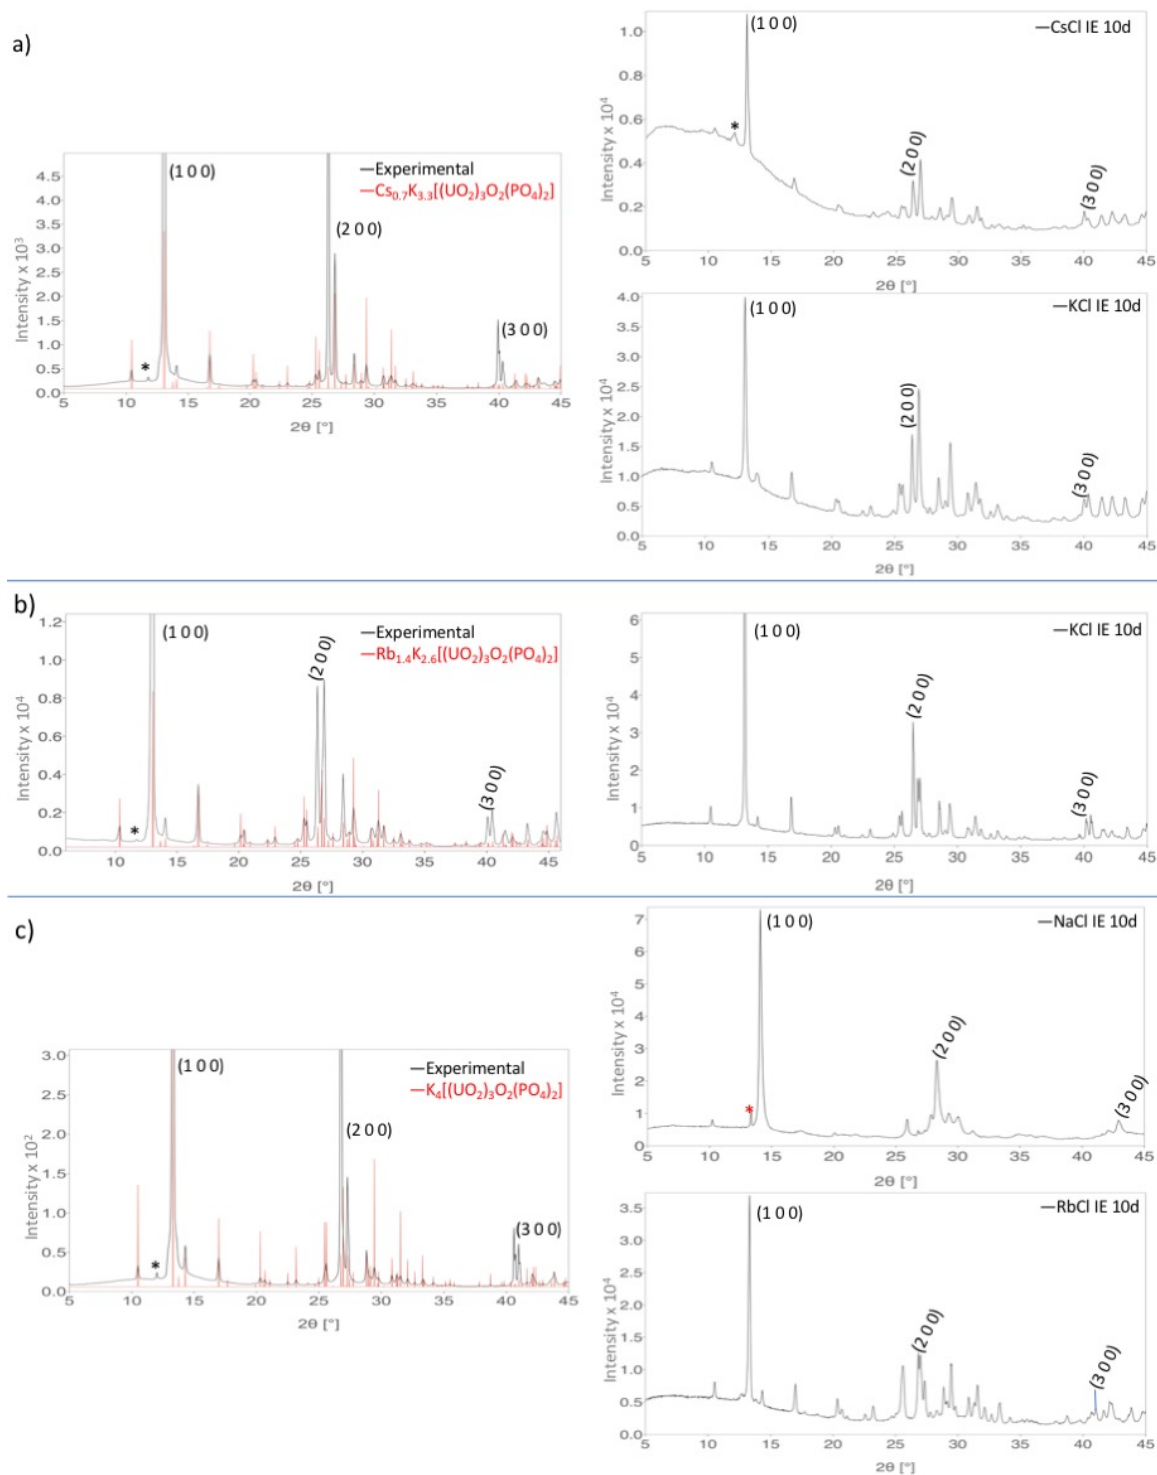 a)
(1 0 0)
—Experimental
—Cs0.7K3.3[(UO2)3O2(PO4)2]
(2 0 0)
(3 0 0)
*
Intensity x 10³
4.5
4.0
3.5
3.0
2.5
2.0
1.5
1.0
0.5
0.0
5 10 15 20 25 30 35 40 45
2θ [°]
(1 0 0)
—CsCl IE 10d
*
(2 0 0)
(3 0 0)
Intensity x 10⁴
1.0
0.8
0.6
0.4
0.2
0.0
5 10 15 20 25 30 35 40 45
2θ [°]
(1 0 0)
—KCl IE 10d
(2 0 0)
(3 0 0)
Intensity x 10⁴
4.0
3.5
3.0
2.5
2.0
1.5
1.0
0.5
0.0
5 10 15 20 25 30 35 40 45
2θ [°]
b)
(1 0 0)
—Experimental
—Rb1.4K2.6[(UO2)3O2(PO4)2]
(2 0 0)
(3 0 0)
*
Intensity x 10⁴
1.2
1.0
0.8
0.6
0.4
0.2
0.0
10 15 20 25 30 35 40 45
2θ [°]
(1 0 0)
—KCl IE 10d
(2 0 0)
(3 0 0)
Intensity x 10⁴
6
5
4
3
2
1
0
5 10 15 20 25 30 35 40 45
2θ [°]
c)
(1 0 0)
—Experimental
—K4[(UO2)3O2(PO4)2]
(2 0 0)
(3 0 0)
*
Intensity x 10²
3.0
2.5
2.0
1.5
1.0
0.5
0.0
5 10 15 20 25 30 35 40 45
2θ [°]
(1 0 0)
—NaCl IE 10d
*
(2 0 0)
(3 0 0)
Intensity x 10⁴
7
6
5
4
3
2
1
0
5 10 15 20 25 30 35 40 45
2θ [°]
(1 0 0)
—RbCl IE 10d
(2 0 0)
(3 0 0)
Intensity x 10⁴
3.5
3.0
2.0
1.5
1.0
0.5
0.0
5 10 15 20 25 30 35 40 45
2θ [°]